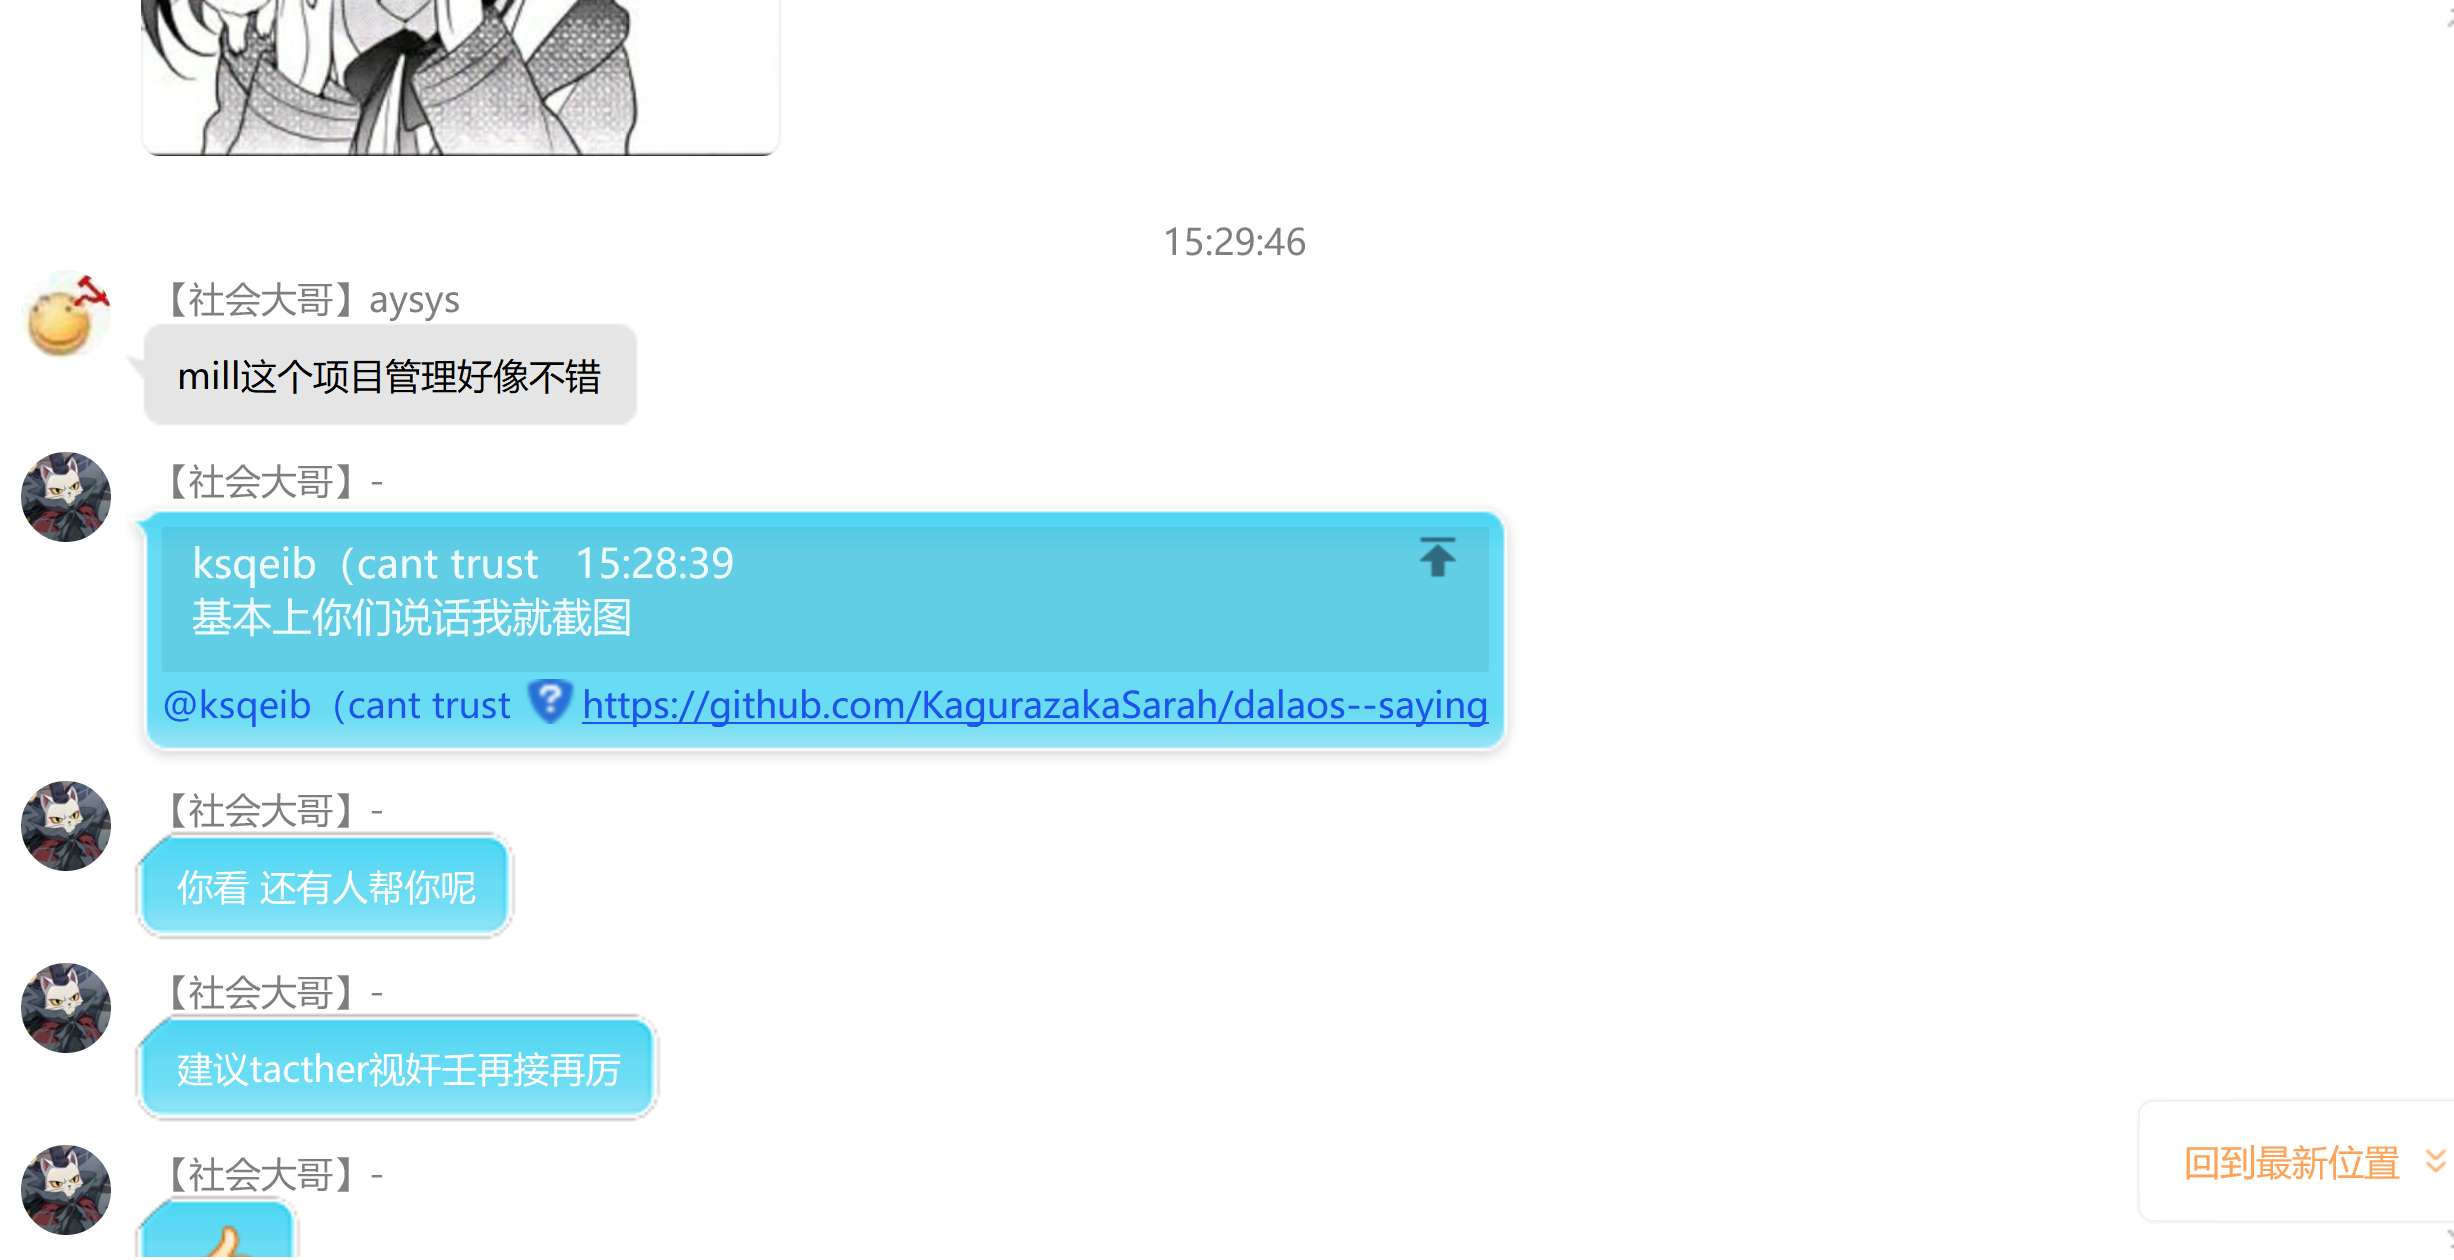 15:29:46
【社会大哥】aysys
mill这个项目管理好像不错
【社会大哥】-
ksqeib（cant trust 15:28:39
基本上你们说话我就截图
@ksqeib（cant trust https://github.com/KagurazakaSarah/dalaos--saying
【社会大哥】-
你看 还有人帮你呢
【社会大哥】-
建议tacther视奸壬再接再厉
【社会大哥】-
回到最新位置